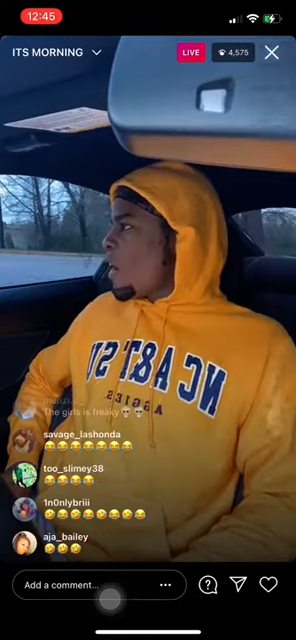 12:45
ITS MORNING
LIVE
4,575
NC A&T SU
AGGIES
The girls is freaky💀💀
savage_lashonda
😂😂😂😂😂😂😂
too_slimey38
😂😂😂😂
1n0nlybriii
🤣😂🤣😂🤣😂🤣😂
aja_bailey
🤣🤣🤣
Add a comment...